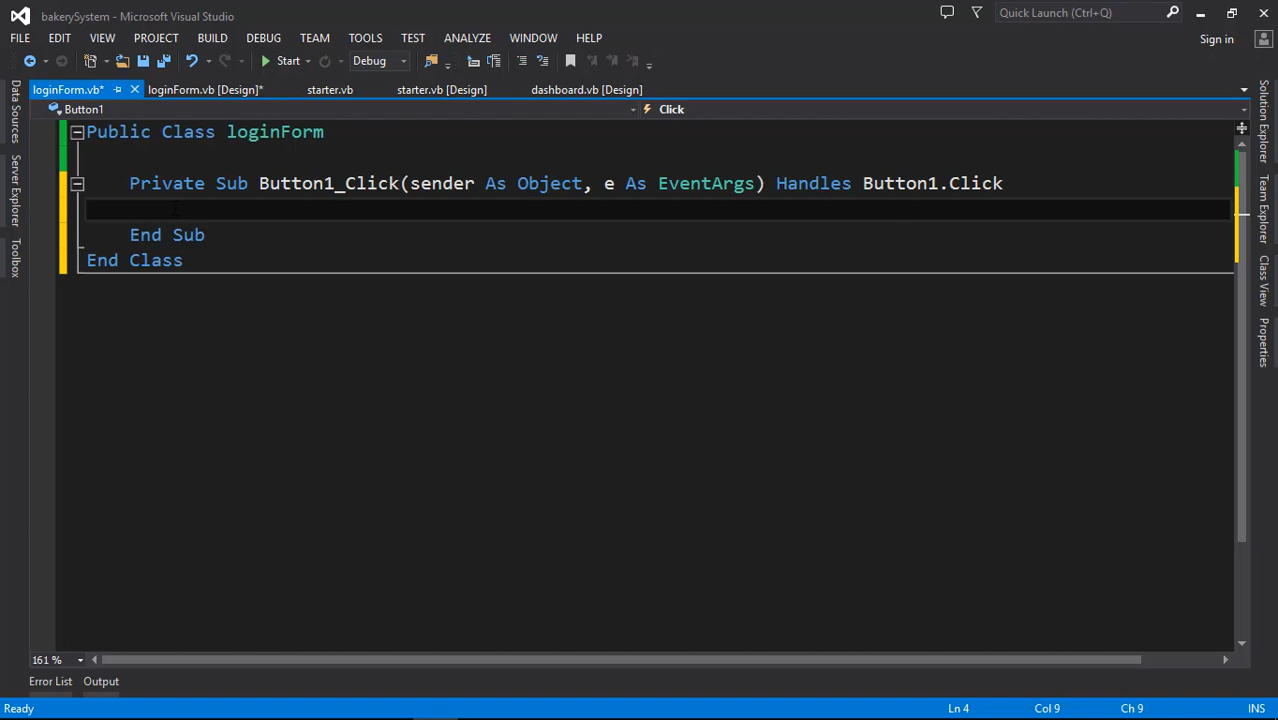 bakerySystem - Microsoft Visual Studio
Quick Launch (Ctrl+Q)
FILE EDIT VIEW PROJECT BUILD DEBUG TEAM TOOLS TEST ANALYZE WINDOW HELP
Sign in
Start Debug
loginForm.vb* loginForm.vb [Design]* starter.vb starter.vb [Design] dashboard.vb [Design]
Button1 Click
Data Sources
Server Explorer
Toolbox
Public Class loginForm
Private Sub Button1_Click(sender As Object, e As EventArgs) Handles Button1.Click
End Sub
End Class
Solution Explorer
Team Explorer
Class View
Properties
161 %
Error List Output
Ready Ln 4 Col 9 Ch 9 INS